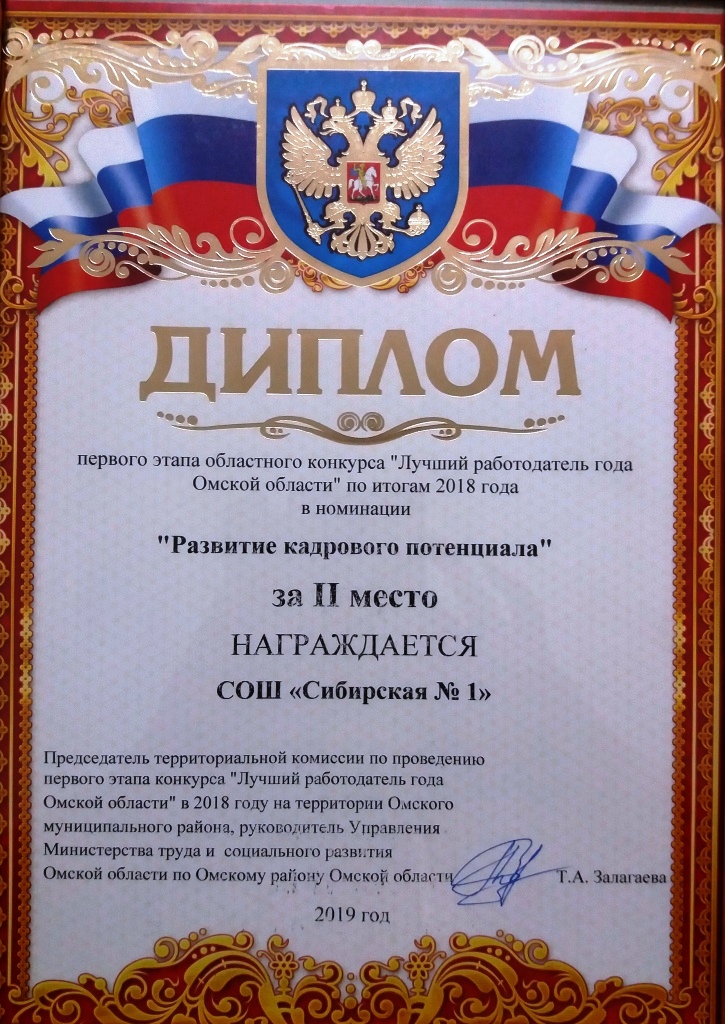 ДИПЛОМ
первого этапа областного конкурса "Лучший работодатель года
Омской области" по итогам 2018 года
в номинации
"Развитие кадрового потенциала"
за II место
НАГРАЖДАЕТСЯ
СОШ «Сибирская № 1»
Председатель территориальной комиссии по проведению
первого этапа конкурса "Лучший работодатель года
Омской области" в 2018 году на территории Омского
муниципального района, руководитель Управления
Министерства труда и социального развития
Омской области по Омскому району Омской области Т.А. Залагаева
2019 год